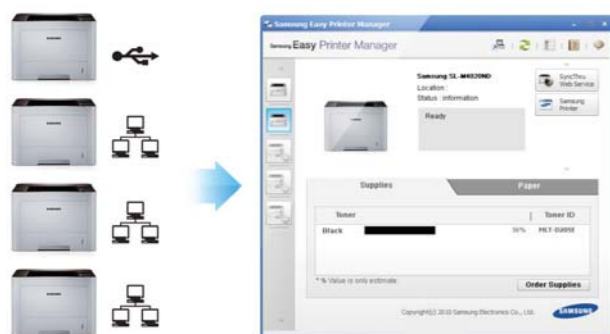 Samsung Easy Printer Manager
Samsung Easy Printer Manager
Samsung SL-M4020ND
Location :
Status : information
Ready
SyncThru
Web Service
Samsung
Printer
Supplies
Paper
Toner
Toner ID
Black
* % Value is only estimate.
Order Supplies
Copyright(c) 2010 Samsung Electronics Co., Ltd.
SAMSUNG